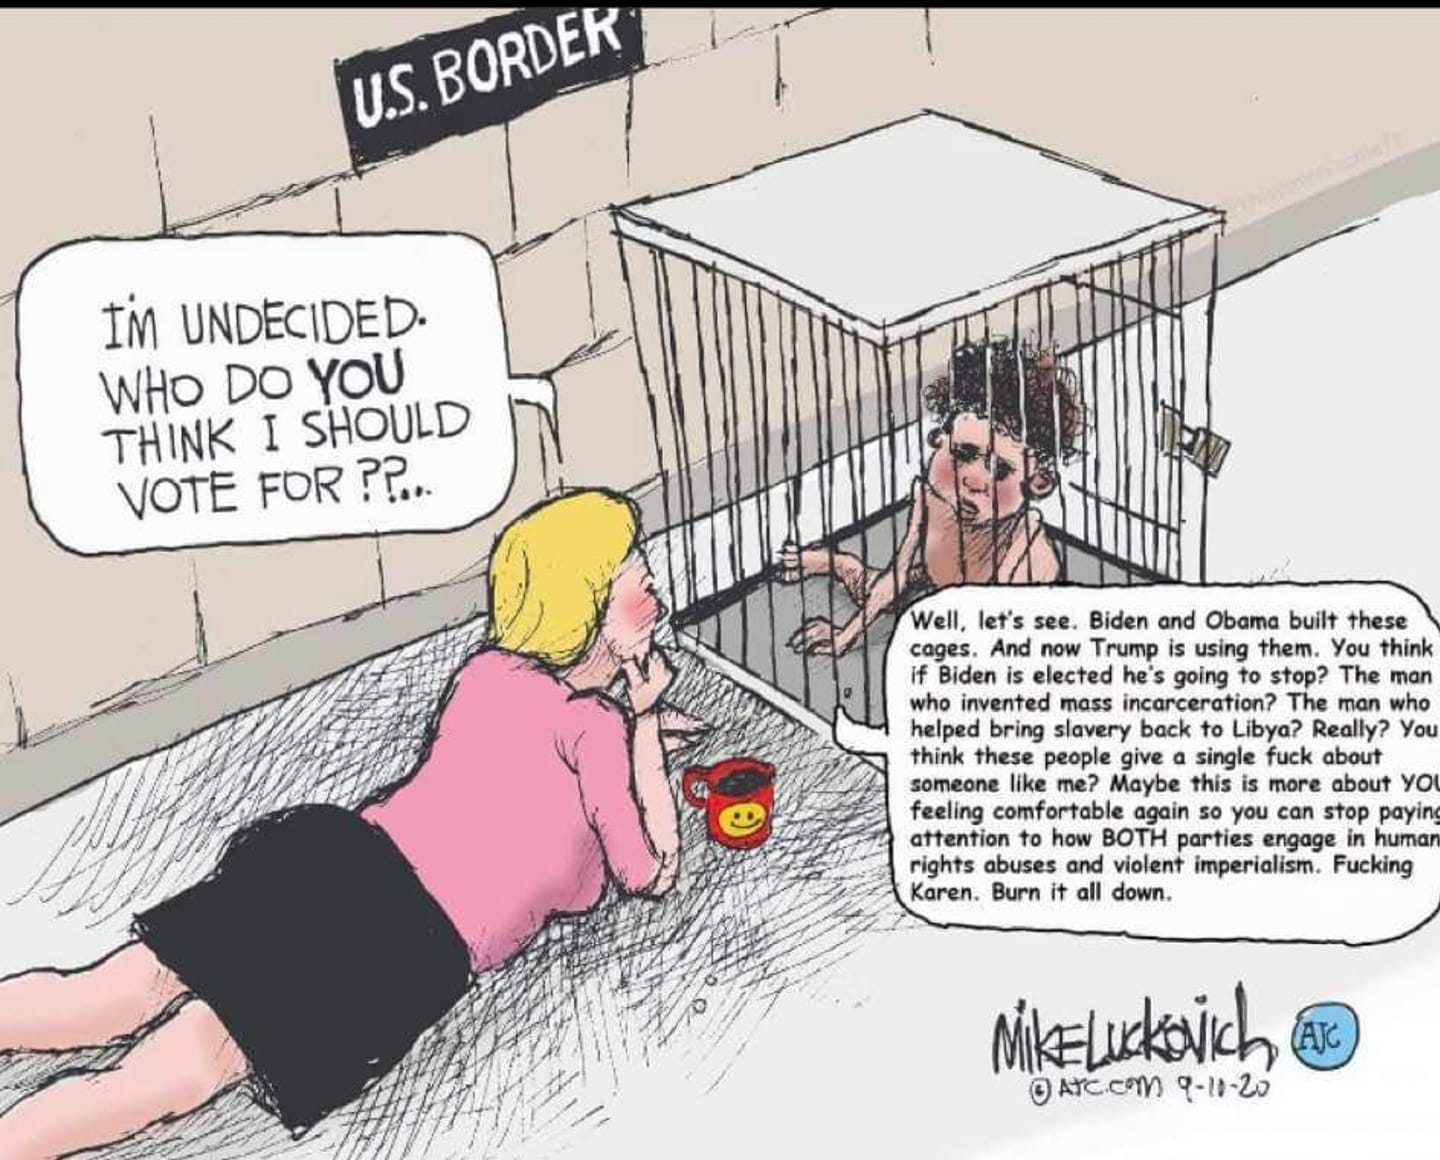 U.S. BORDER
I'M UNDECIDED.
WHO DO YOU
THINK I SHOULD
VOTE FOR ??...
Well, let's see. Biden and Obama built these
cages. And now Trump is using them. You think
if Biden is elected he's going to stop? The man
who invented mass incarceration? The man who
helped bring slavery back to Libya? Really? You
think these people give a single fuck about
someone like me? Maybe this is more about YOU
feeling comfortable again so you can stop paying
attention to how BOTH parties engage in human
rights abuses and violent imperialism. Fucking
Karen. Burn it all down.
MIKE LUCKOVICH AJC
© AJC.COM 9-10-20